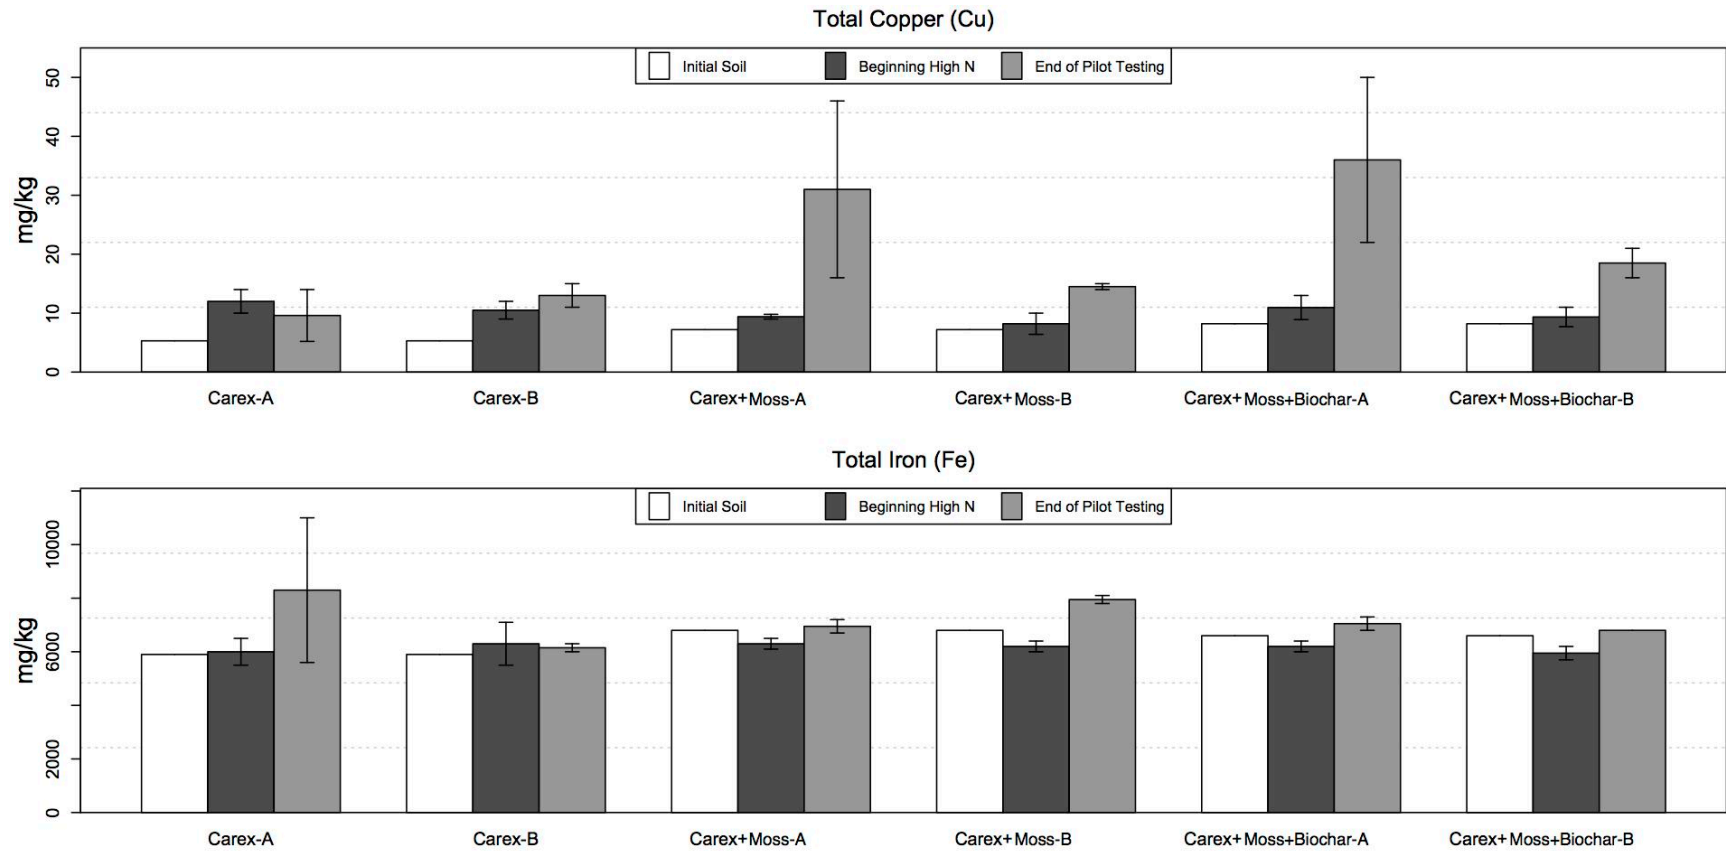 Total Copper (Cu)
Initial Soil Beginning High N End of Pilot Testing
mg/kg
50
40
30
20
10
0
Carex-A Carex-B Carex+Moss-A Carex+Moss-B Carex+Moss+Biochar-A Carex+Moss+Biochar-B
Total Iron (Fe)
Initial Soil Beginning High N End of Pilot Testing
mg/kg
10000
6000
2000
0
Carex-A Carex-B Carex+Moss-A Carex+Moss-B Carex+Moss+Biochar-A Carex+Moss+Biochar-B